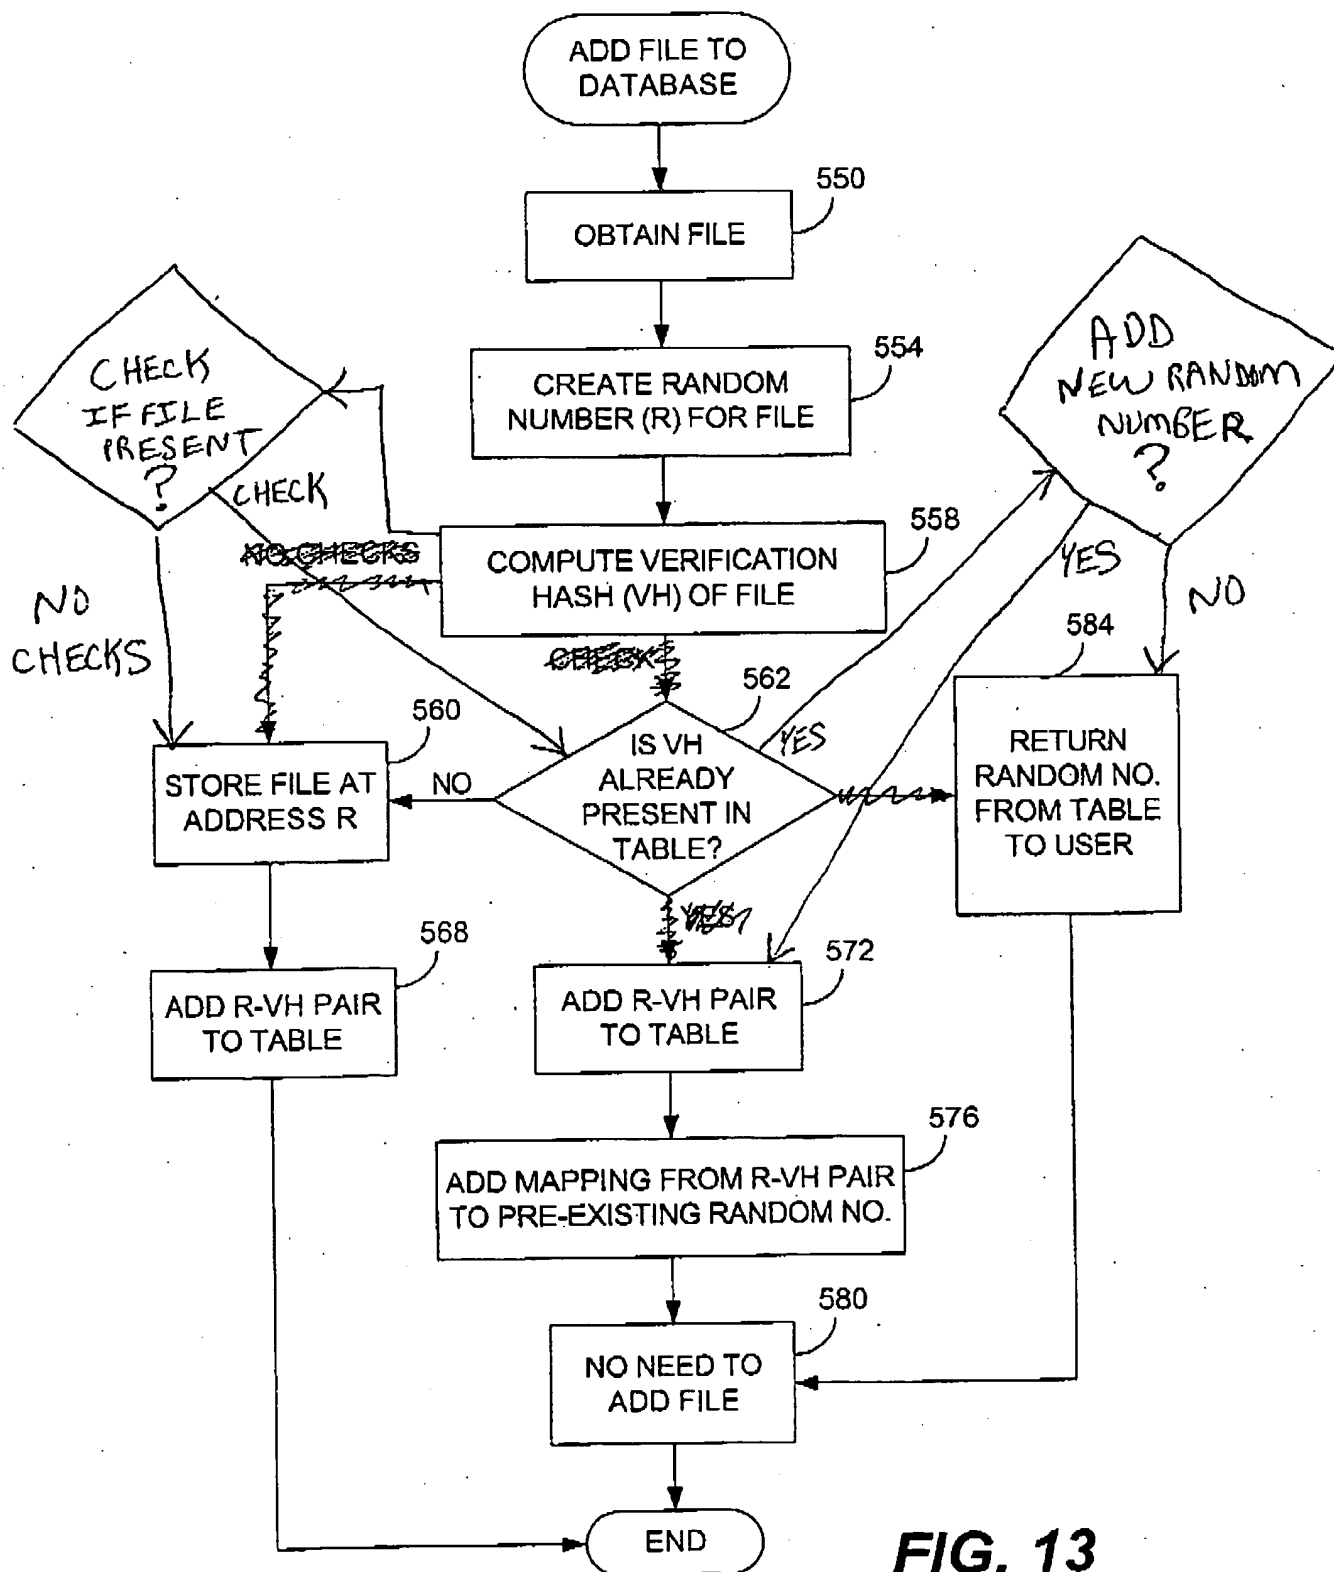 ADD FILE TO
DATABASE
550
OBTAIN FILE
554
CREATE RANDOM
NUMBER (R) FOR FILE
CHECK
IF FILE
PRESENT
?
ADD
NEW RANDOM
NUMBER
?
CHECK
NO CHECKS
558
COMPUTE VERIFICATION
HASH (VH) OF FILE
YES
NO
NO
CHECKS
CHECK
562
584
560
IS VH
ALREADY
PRESENT IN
TABLE?
YES
NO
STORE FILE AT
ADDRESS R
RETURN
RANDOM NO.
FROM TABLE
TO USER
YES
568
ADD R-VH PAIR
TO TABLE
572
ADD R-VH PAIR
TO TABLE
576
ADD MAPPING FROM R-VH PAIR
TO PRE-EXISTING RANDOM NO.
580
NO NEED TO
ADD FILE
END
FIG. 13